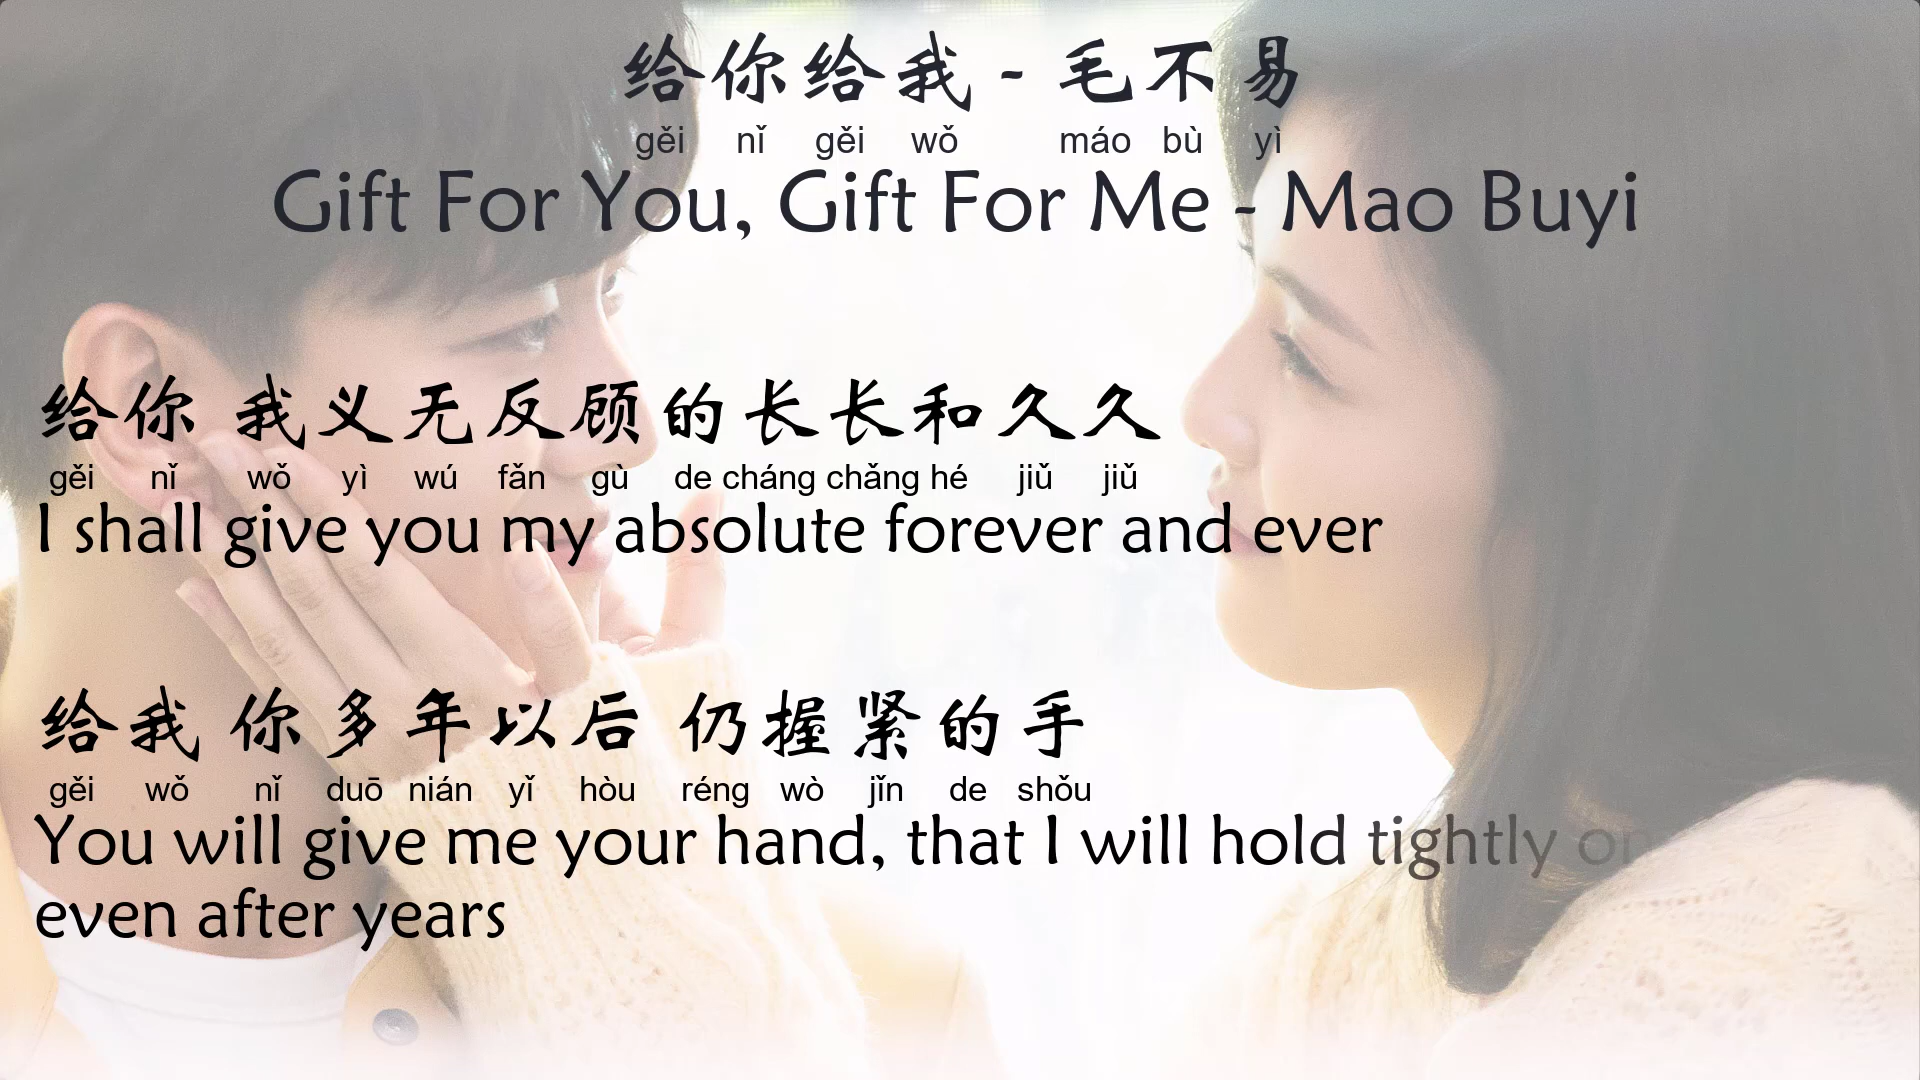 给你给我 - 毛不易
gěi nǐ gěi wǒ máo bù yì
Gift For You, Gift For Me - Mao Buyi
给你 我义无反顾的长长和久久
gěi nǐ wǒ yì wú fǎn gù de cháng chǎng hé jiǔ jiǔ
I shall give you my absolute forever and ever
给我 你多年以后 仍握紧的手
gěi wǒ nǐ duō nián yǐ hòu réng wò jǐn de shǒu
You will give me your hand, that I will hold tightly on
even after years